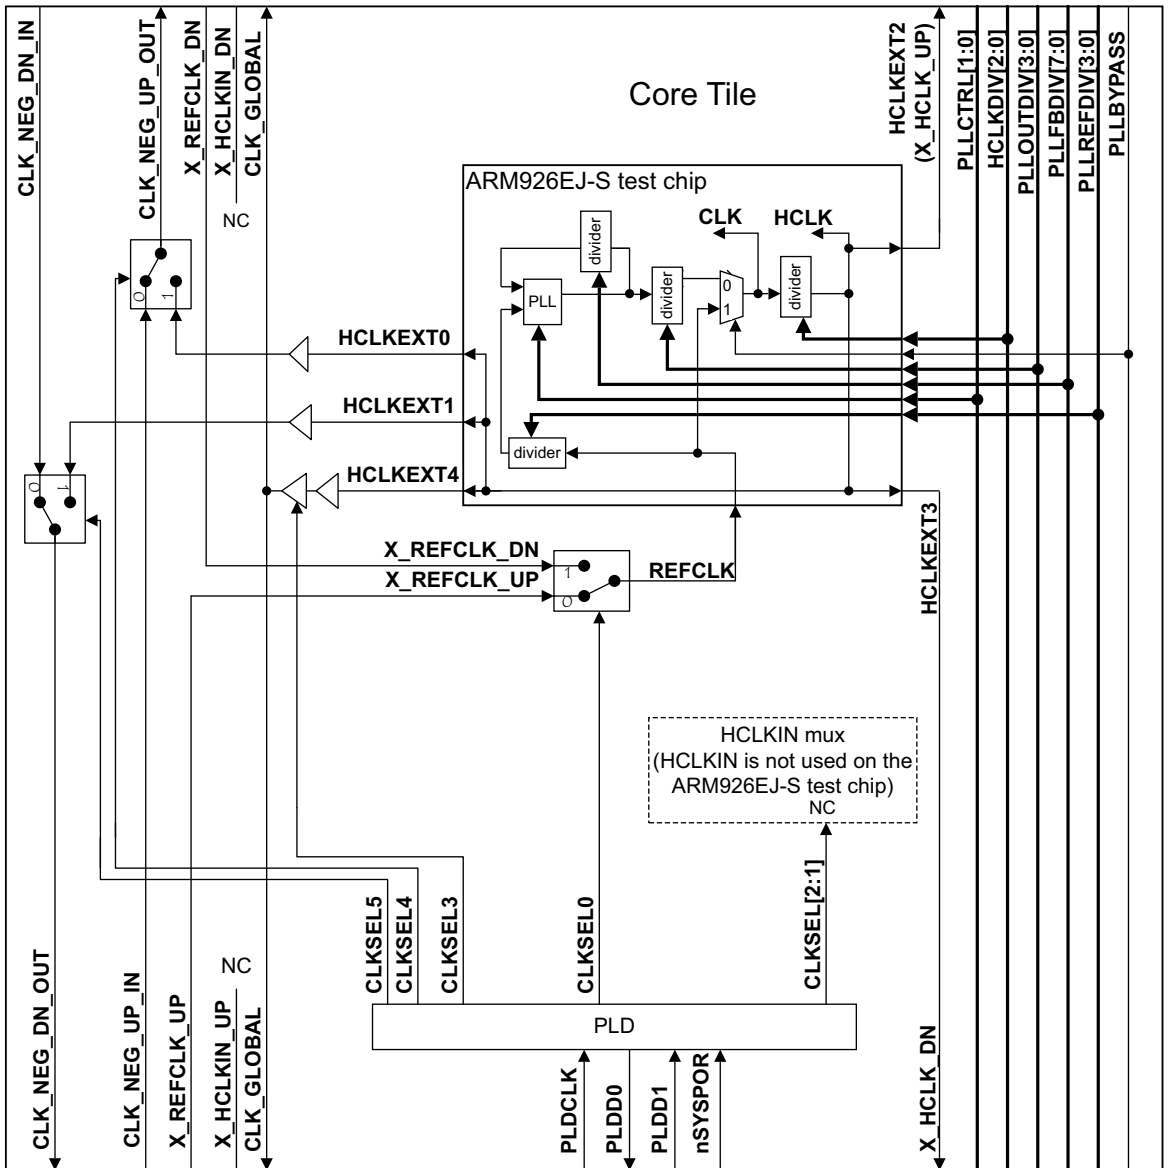 CLK_NEG_DN_IN
CLK_NEG_UP_OUT
X_REFCLK_DN
X_HCLKIN_DN
CLK_GLOBAL
NC
Core Tile
HCLKEXT2
(X_HCLK_UP)
PLLCTRL[1:0]
HCLKDIV[2:0]
PLLOUTDIV[3:0]
PLLFBDIV[7:0]
PLLREFDIV[3:0]
PLLBYPASS
ARM926EJ-S test chip
divider
CLK
HCLK
PLL
divider
0
1
divider
divider
0
1
HCLKEXT0
HCLKEXT1
HCLKEXT4
0
1
X_REFCLK_DN
X_REFCLK_UP
1
0
REFCLK
HCLKEXT3
HCLKIN mux
(HCLKIN is not used on the
ARM926EJ-S test chip)
NC
CLKSEL5
CLKSEL4
CLKSEL3
CLKSEL0
CLKSEL[2:1]
PLD
CLK_NEG_DN_OUT
CLK_NEG_UP_IN
X_REFCLK_UP
NC
X_HCLKIN_UP
CLK_GLOBAL
PLDCLK
PLDD0
PLDD1
nSYSPOR
X_HCLK_DN